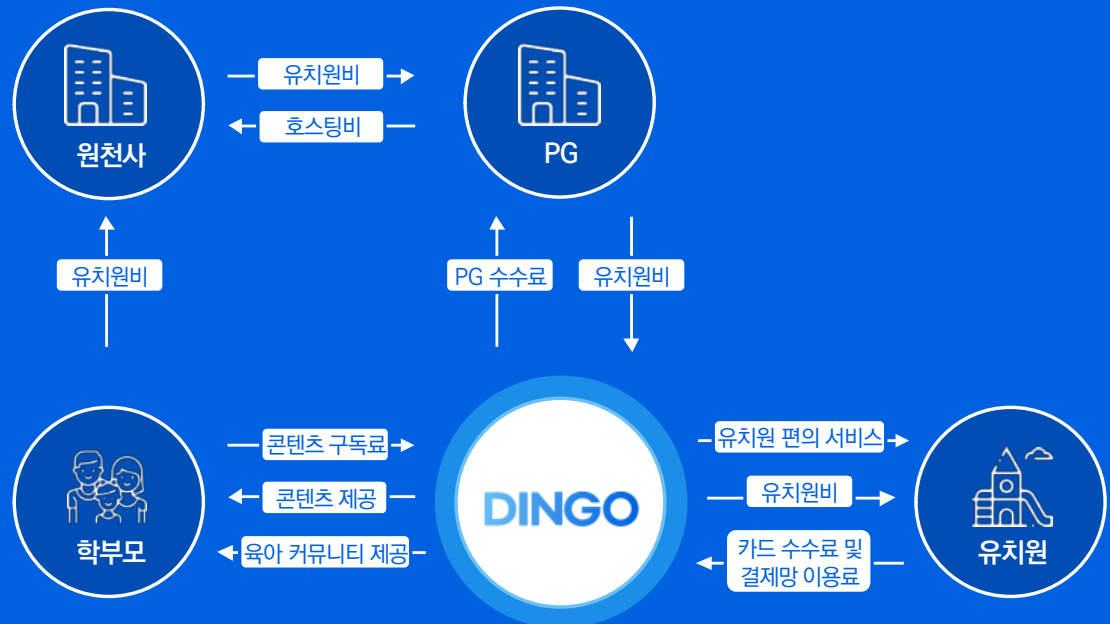 유치원비
호스팅비
원천사
PG
유치원비
PG 수수료
유치원비
콘텐츠 구독료
콘텐츠 제공
육아 커뮤니티 제공
학부모
DINGO
유치원 편의 서비스
유치원비
카드 수수료 및
결제망 이용료
유치원